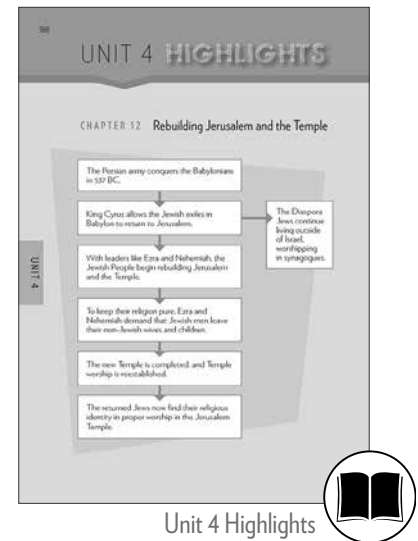 UNIT 4 HIGHLIGHTS
CHAPTER 12 Rebuilding Jerusalem and the Temple
The Persian army conquers the Babylonians
in 537 BC.
King Cyrus allows the Jewish exiles in
Babylon to return to Jerusalem.
The Diaspora
Jews continue
living outside
of Israel,
worshipping
in synagogues.
With leaders like Ezra and Nehemiah, the
Jewish People begin rebuilding Jerusalem
and the Temple.
UNIT 4
To keep their religion pure, Ezra and
Nehemiah demand that Jewish men leave
their non-Jewish wives and children.
The new Temple is completed, and Temple
worship is reestablished.
The returned Jews now find their religious
identity in proper worship in the Jerusalem
Temple.
Unit 4 Highlights